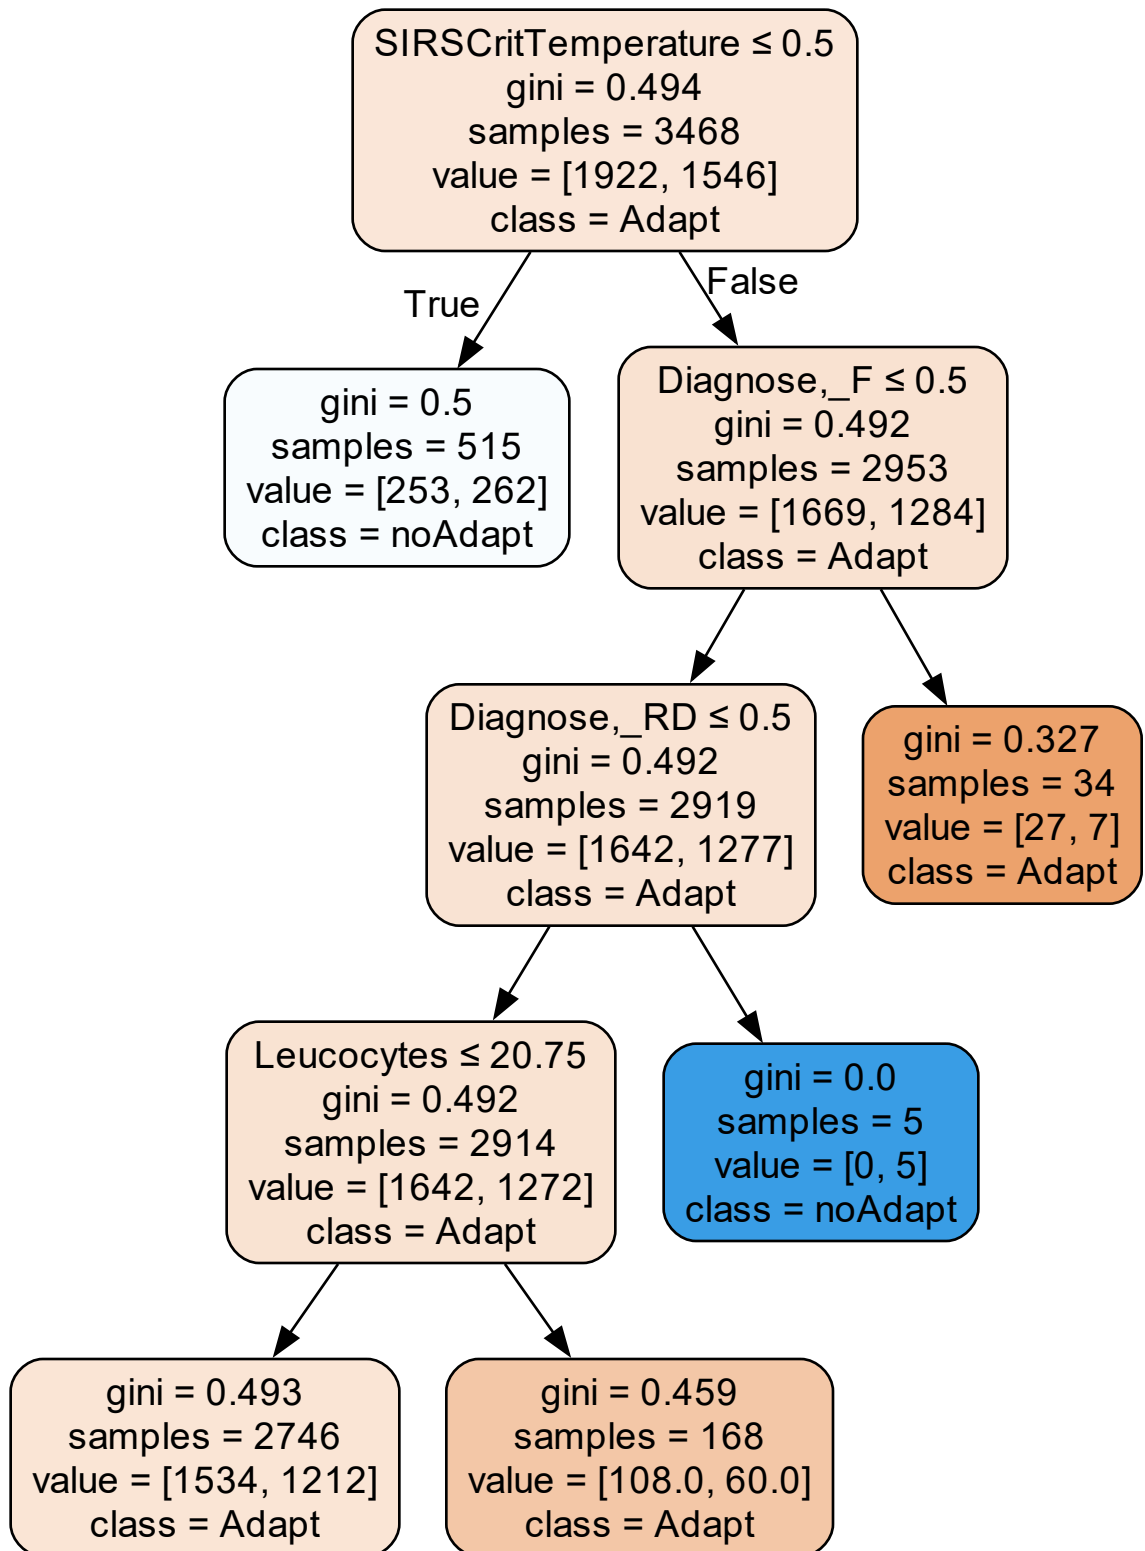 SIRSCritTemperature ≤ 0.5
gini = 0.494
samples = 3468
value = [1922, 1546]
class = Adapt
True
False
gini = 0.5
samples = 515
value = [253, 262]
class = noAdapt
Diagnose,_F ≤ 0.5
gini = 0.492
samples = 2953
value = [1669, 1284]
class = Adapt
Diagnose,_RD ≤ 0.5
gini = 0.492
samples = 2919
value = [1642, 1277]
class = Adapt
gini = 0.327
samples = 34
value = [27, 7]
class = Adapt
Leucocytes ≤ 20.75
gini = 0.492
samples = 2914
value = [1642, 1272]
class = Adapt
gini = 0.0
samples = 5
value = [0, 5]
class = noAdapt
gini = 0.493
samples = 2746
value = [1534, 1212]
class = Adapt
gini = 0.459
samples = 168
value = [108.0, 60.0]
class = Adapt